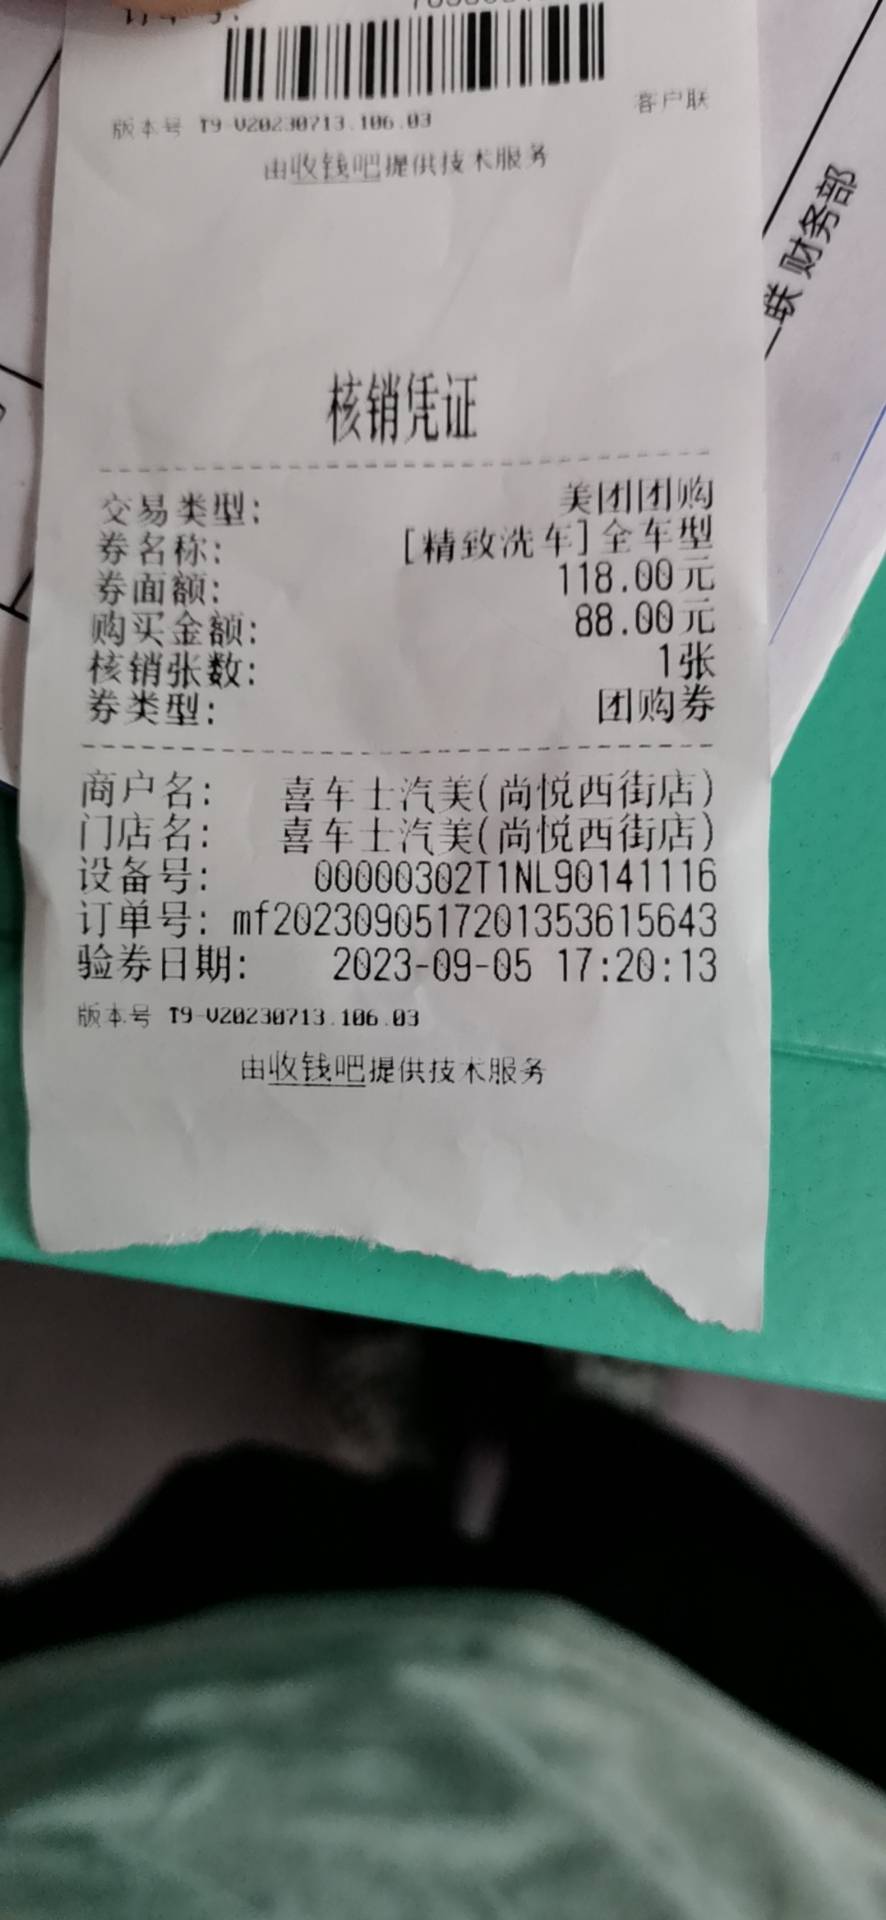 订单号:
版本号 T9-V20230713.106.03
客户联
由收钱吧提供技术服务
联 财务部
核销凭证
交易类型: 美团团购
券名称: [精致洗车]全车型
券面额: 118.00元
购买金额: 88.00元
核销张数: 1张
券类型: 团购券
商户名: 喜车士汽美(尚悦西街店)
门店名: 喜车士汽美(尚悦西街店)
设备号: 00000302T1NL90141116
订单号: mf2023090517201353615643
验券日期: 2023-09-05 17:20:13
版本号 T9-V20230713.106.03
由收钱吧提供技术服务